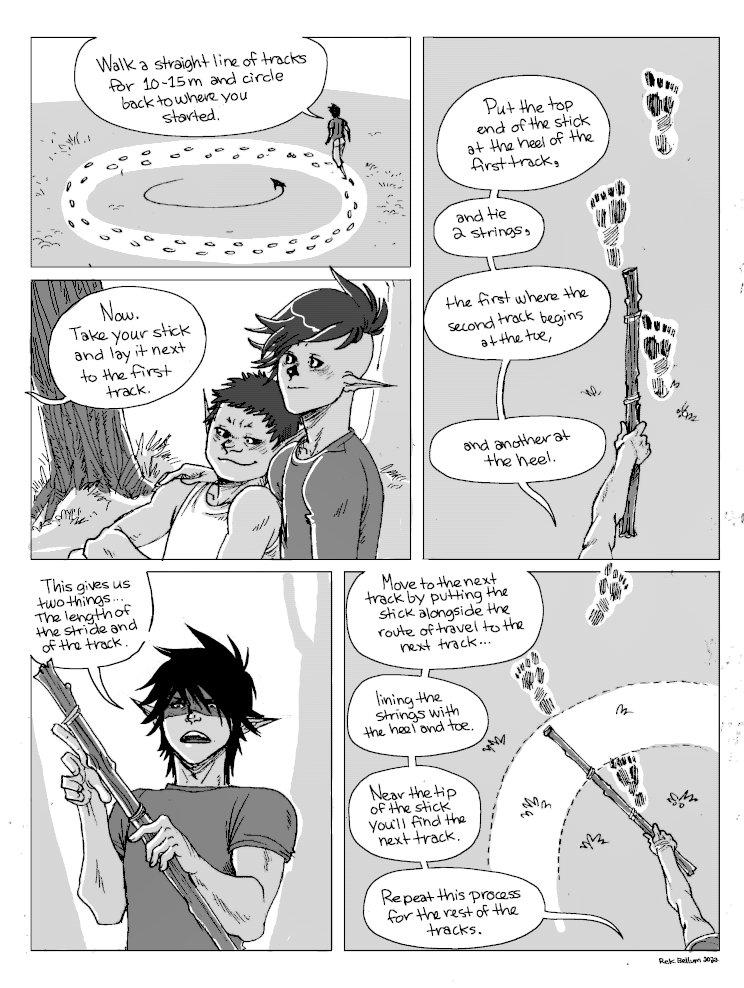 Walk a straight line of tracks
for 10-15m and circle
back to where you
started.
Put the top
end of the stick
at the heel of the
first track,
and tie
2 strings,
the first where the
second track begins
at the toe,
and another at
the heel.
Now.
Take your stick
and lay it next
to the first
track.
This gives us
two things...
The length of
the stride and
of the track.
Move to the next
track by putting the
stick alongside the
route of travel to the
next track...
lining the
strings with
the heel and toe.
Near the tip
of the stick
you'll find the
next track.
Repeat this process
for the rest of the
tracks.
Rek Bellum 2022